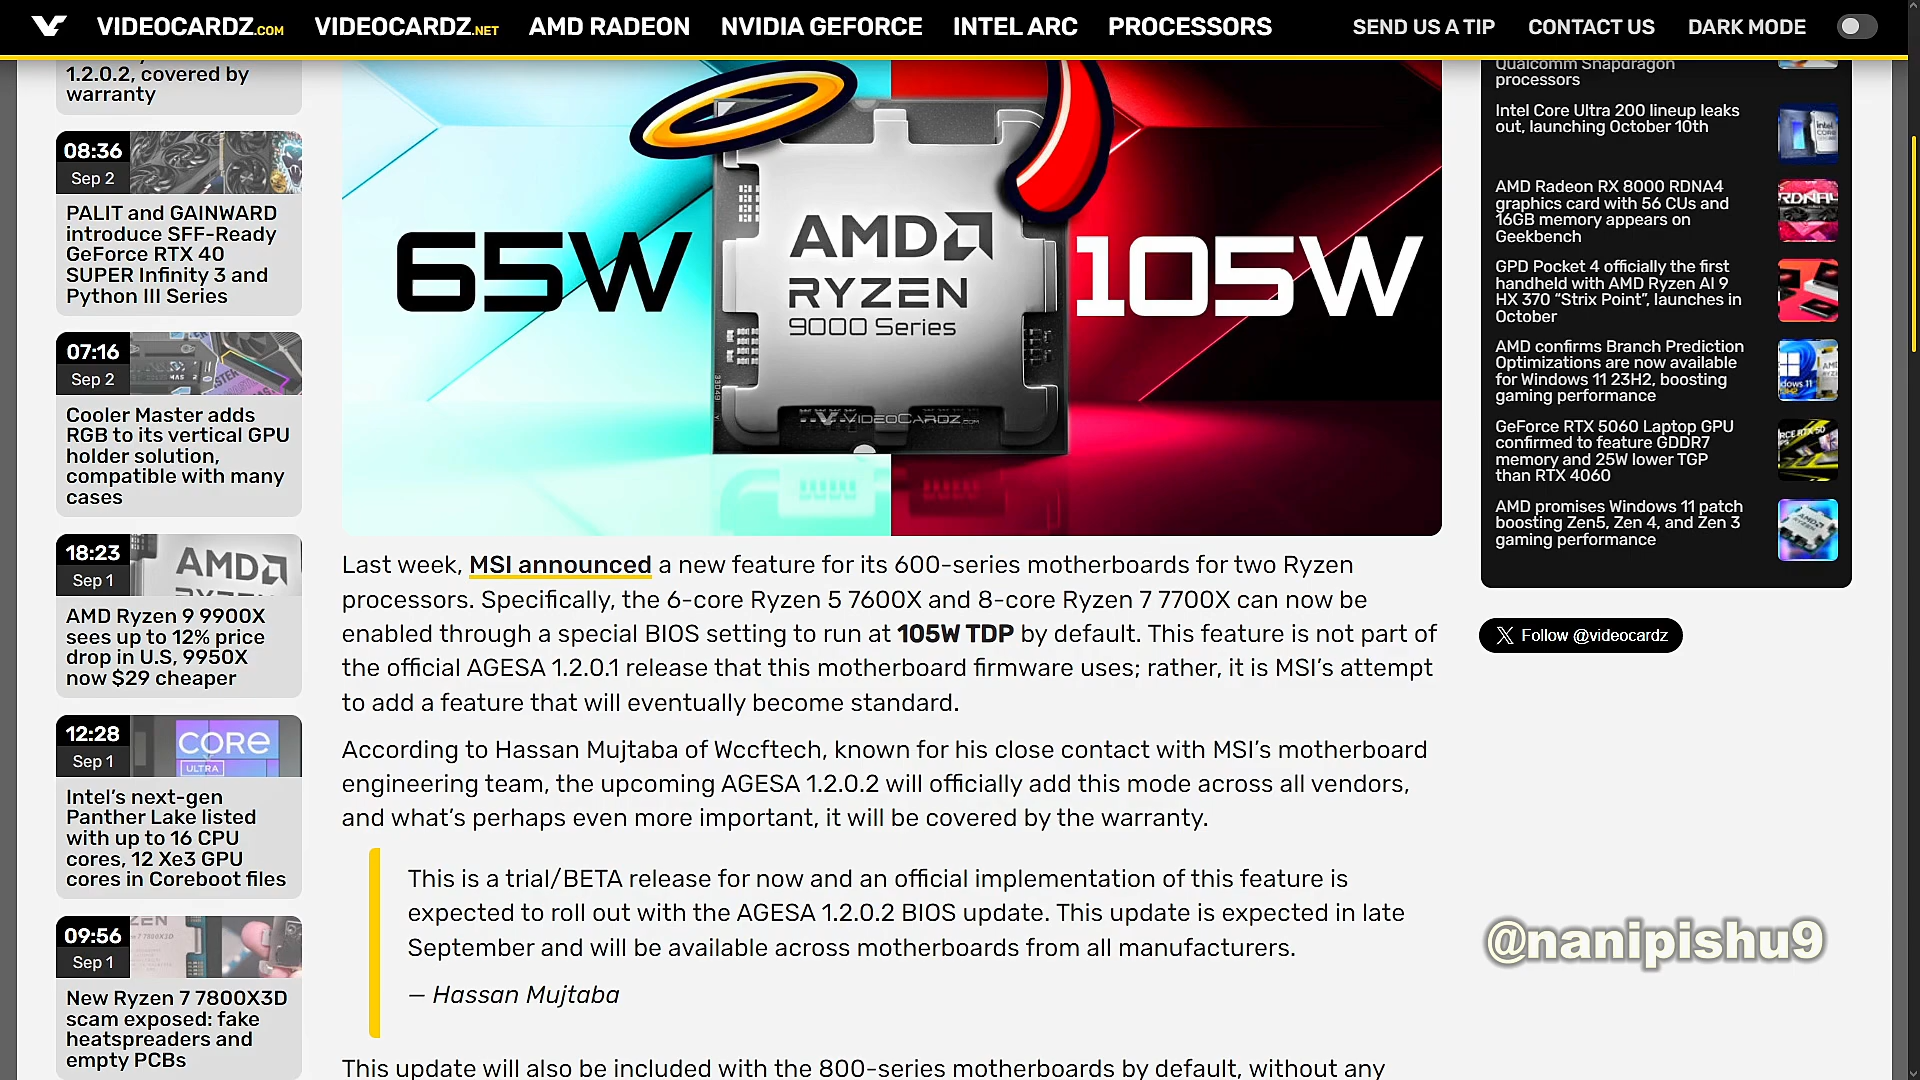 VIDEOCARDZ.COM
VIDEOCARDZ.NET
AMD RADEON
NVIDIA GEFORCE
INTEL ARC
PROCESSORS
SEND US A TIP
CONTACT US
DARK MODE
1.2.0.2, covered by
warranty
08:36
Sep 2
PALIT and GAINWARD
introduce SFF-Ready
GeForce RTX 40
SUPER Infinity 3 and
Python III Series
07:16
Sep 2
Cooler Master adds
RGB to its vertical GPU
holder solution,
compatible with many
cases
18:23
Sep 1
AMD
RYZEN
AMD Ryzen 9 9900X
sees up to 12% price
drop in U.S, 9950X
now $29 cheaper
12:28
Sep 1
CORE
ULTRA
Intel's next-gen
Panther Lake listed
with up to 16 CPU
cores, 12 Xe3 GPU
cores in Coreboot files
09:56
Sep 1
New Ryzen 7 7800X3D
scam exposed: fake
heatspreaders and
empty PCBs
65W
AMD
RYZEN
9000 Series
105W
VIDEOCARDZ.COM
Last week, MSI announced a new feature for its 600-series motherboards for two Ryzen
processors. Specifically, the 6-core Ryzen 5 7600X and 8-core Ryzen 7 7700X can now be
enabled through a special BIOS setting to run at 105W TDP by default. This feature is not part of
the official AGESA 1.2.0.1 release that this motherboard firmware uses; rather, it is MSI's attempt
to add a feature that will eventually become standard.
According to Hassan Mujtaba of Wccftech, known for his close contact with MSI's motherboard
engineering team, the upcoming AGESA 1.2.0.2 will officially add this mode across all vendors,
and what's perhaps even more important, it will be covered by the warranty.
This is a trial/BETA release for now and an official implementation of this feature is
expected to roll out with the AGESA 1.2.0.2 BIOS update. This update is expected in late
September and will be available across motherboards from all manufacturers.
— Hassan Mujtaba
This update will also be included with the 800-series motherboards by default, without any
Qualcomm Snapdragon
processors
Intel Core Ultra 200 lineup leaks
out, launching October 10th
AMD Radeon RX 8000 RDNA4
graphics card with 56 CUs and
16GB memory appears on
Geekbench
GPD Pocket 4 officially the first
handheld with AMD Ryzen AI 9
HX 370 “Strix Point”, launches in
October
AMD confirms Branch Prediction
Optimizations are now available
for Windows 11 23H2, boosting
gaming performance
GeForce RTX 5060 Laptop GPU
confirmed to feature GDDR7
memory and 25W lower TGP
than RTX 4060
AMD promises Windows 11 patch
boosting Zen5, Zen 4, and Zen 3
gaming performance
Follow @videocardz
@nanipishu9